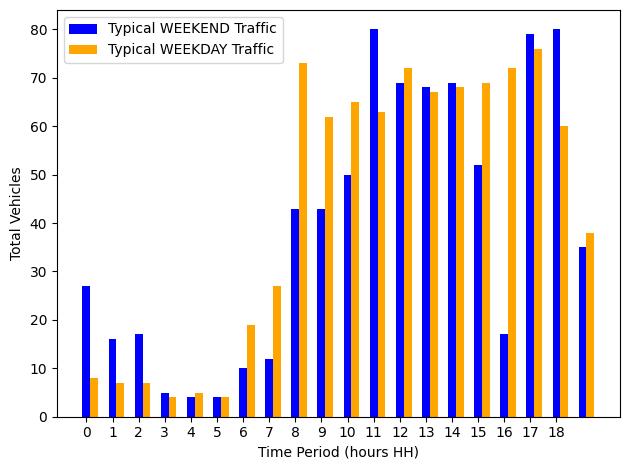 Typical WEEKEND Traffic
Typical WEEKDAY Traffic
80
70
60
50
40
30
20
10
0
Total Vehicles
0 1 2 3 4 5 6 7 8 9 10 11 12 13 14 15 16 17 18
Time Period (hours HH)